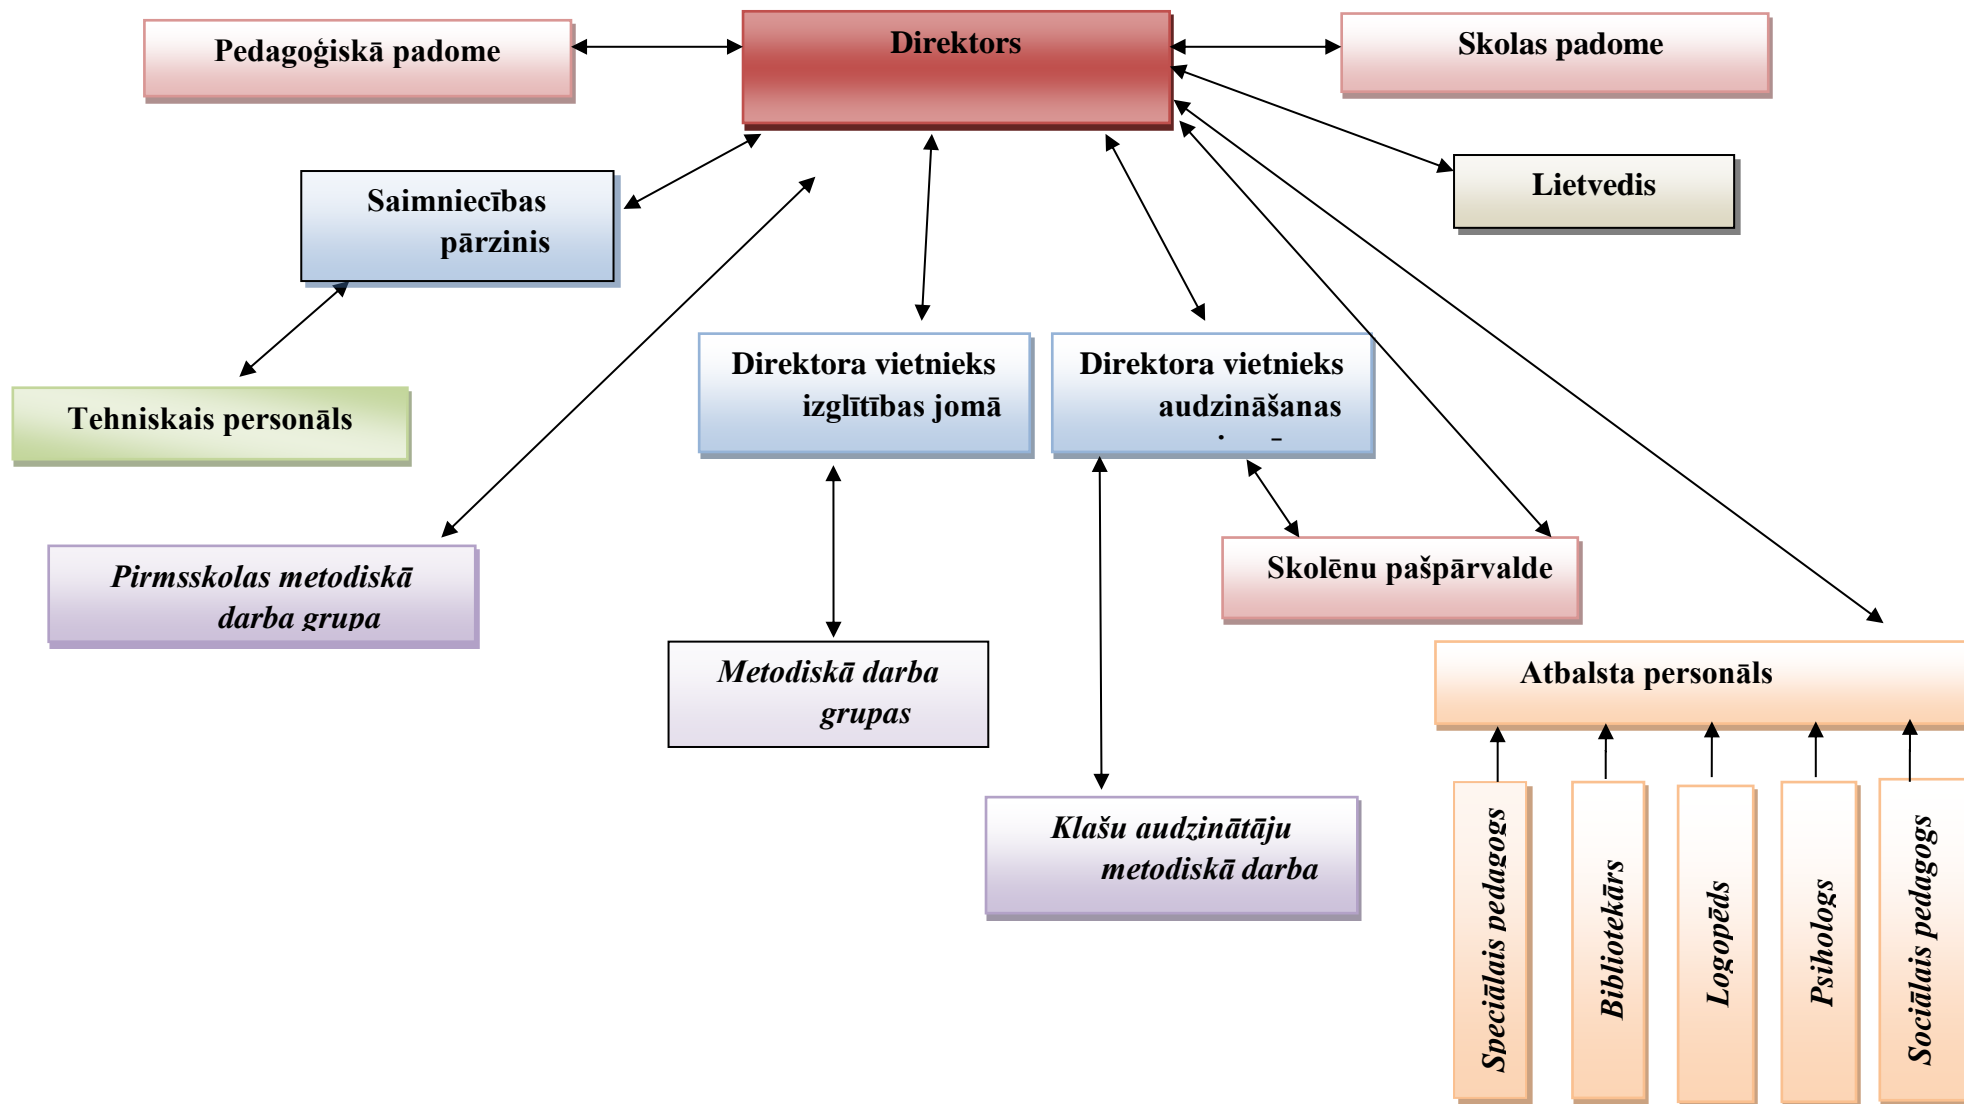 Pedagoģiskā padome
Direktors
Skolas padome
Saimniecības
pārzinis
Lietvedis
Direktora vietnieks
izglītības jomā
Direktora vietnieks
audzināšanas
Tehniskais personāls
Pirmsskolas metodiskā
darba grupa
Skolēnu pašpārvalde
Metodiskā darba
grupas
Atbalsta personāls
Klašu audzinātāju
metodiskā darba
Speciālais pedagogs
Bibliotekārs
Logopēds
Psihologs
Sociālais pedagogs